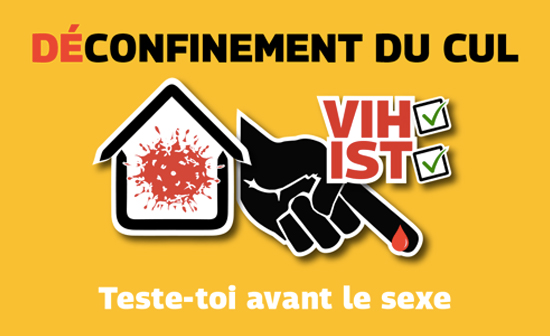 DÉCONFINEMENT DU CUL
VIH
IST
Teste-toi avant le sexe